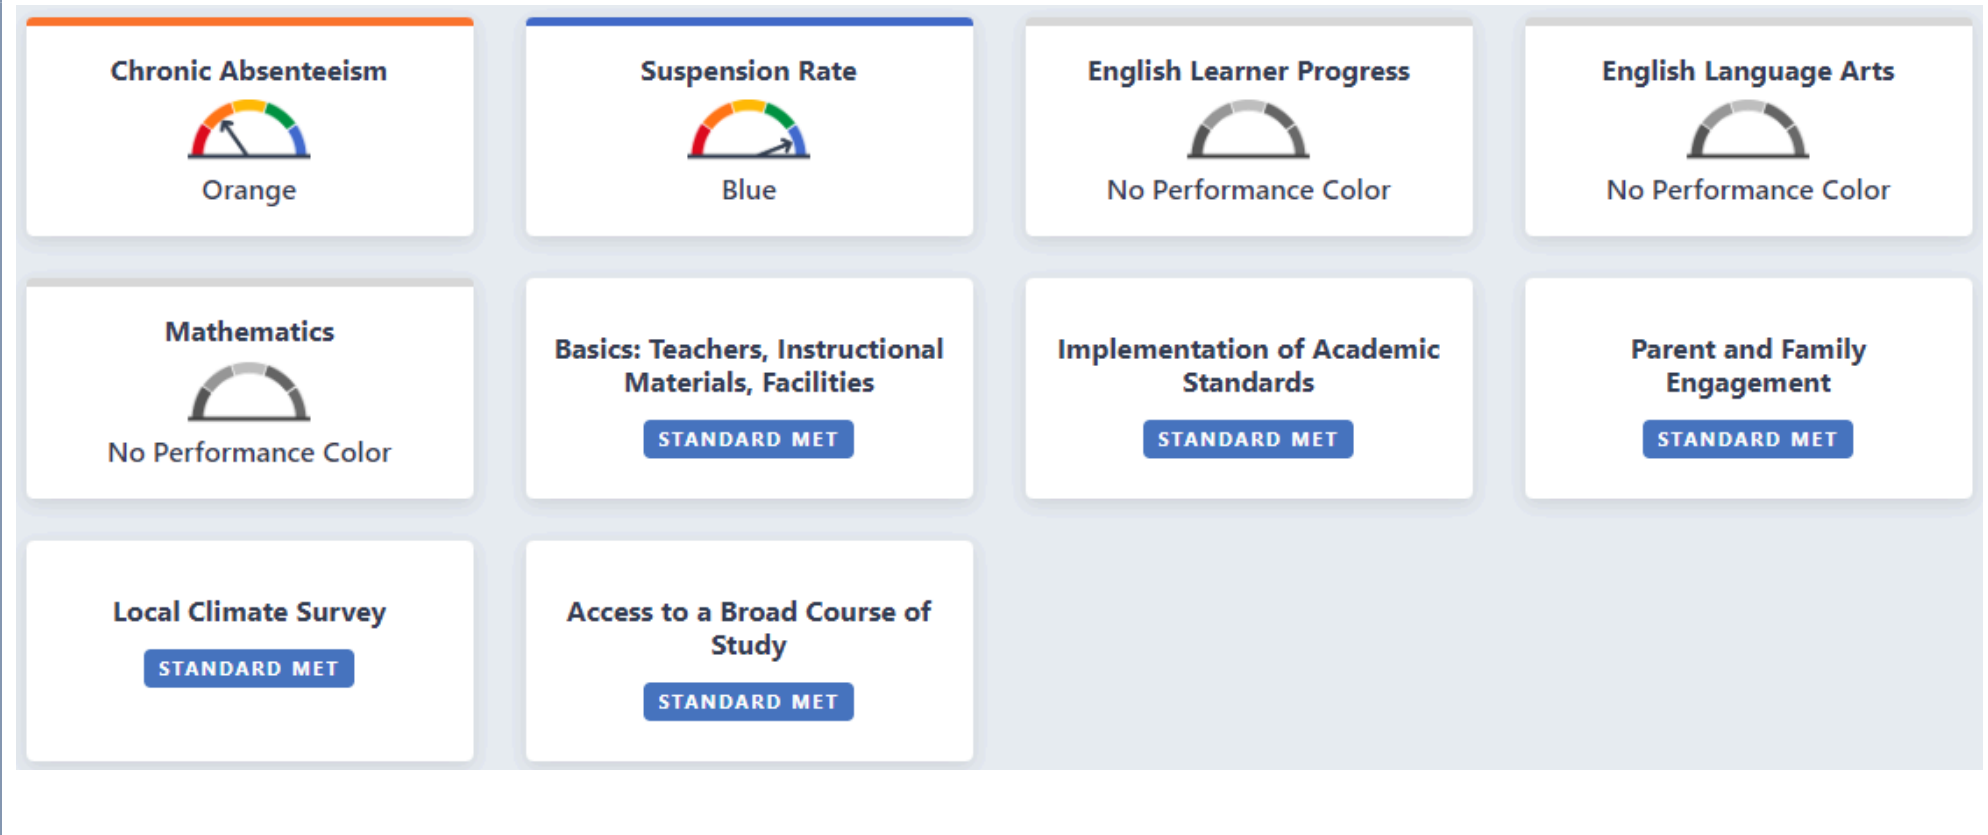 Chronic Absenteeism
Orange
Suspension Rate
Blue
English Learner Progress
No Performance Color
English Language Arts
No Performance Color
Mathematics
No Performance Color
Basics: Teachers, Instructional
Materials, Facilities
STANDARD MET
Implementation of Academic
Standards
STANDARD MET
Parent and Family
Engagement
STANDARD MET
Local Climate Survey
STANDARD MET
Access to a Broad Course of
Study
STANDARD MET